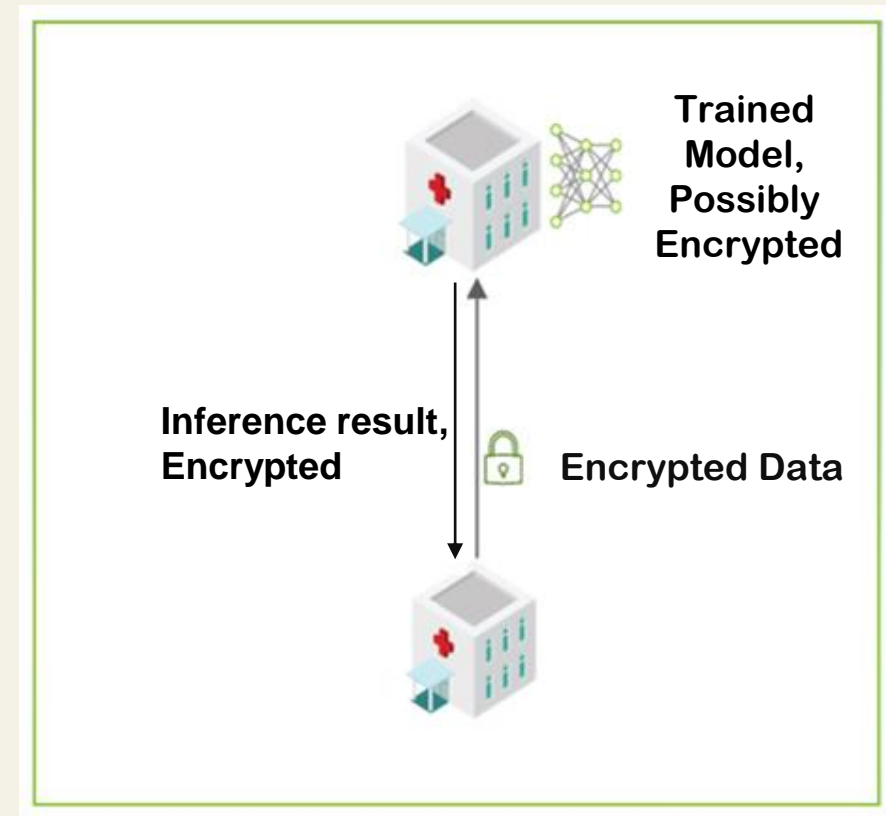 Trained
Model,
Possibly
Encrypted
Inference result,
Encrypted
Encrypted Data